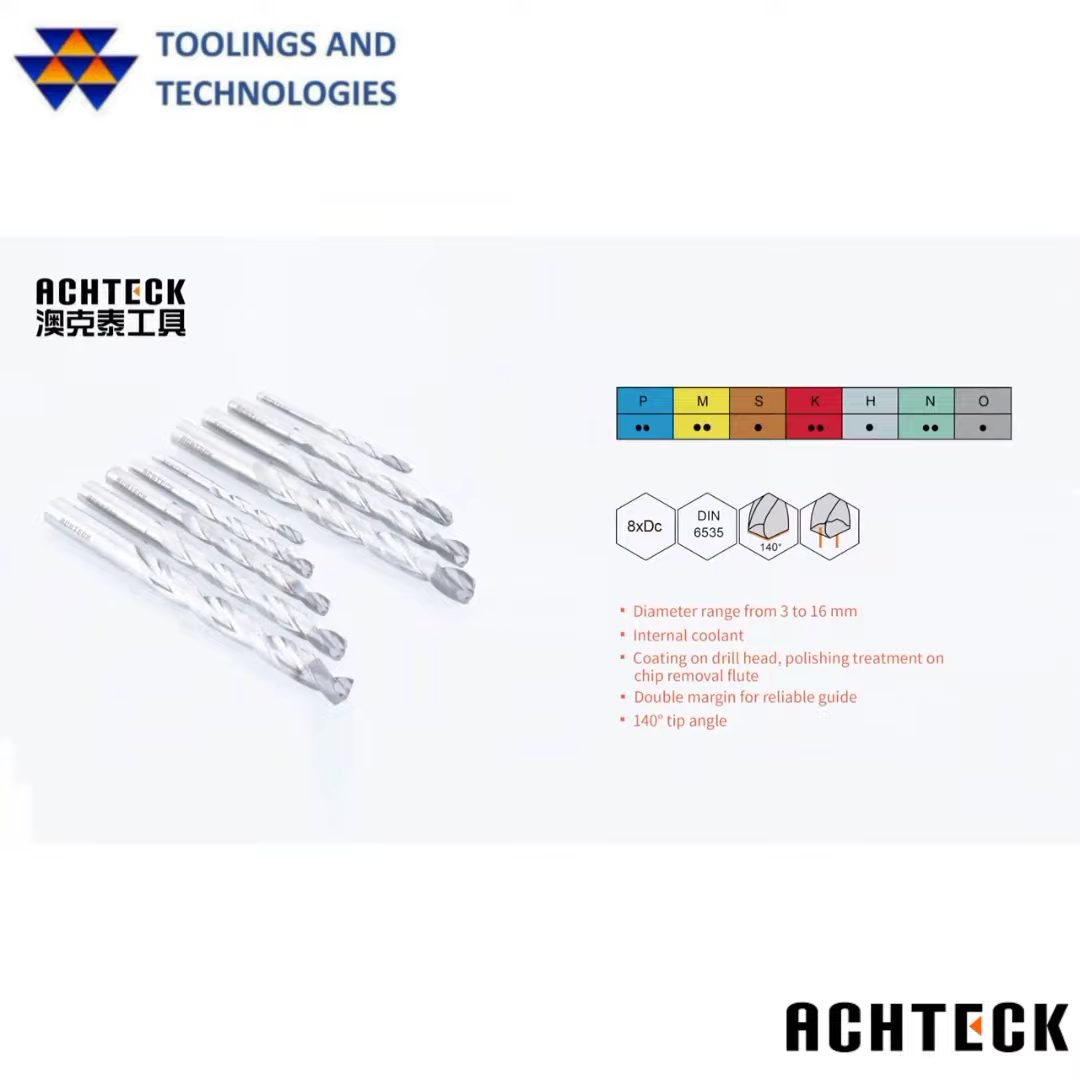 TOOLINGS AND
TECHNOLOGIES
ACHTECK
澳克泰工具
P M S K H N O
●● ●● ● ●● ● ●● ●
8xDc
DIN
6535
140°
▪ Diameter range from 3 to 16 mm
▪ Internal coolant
▪ Coating on drill head, polishing treatment on
chip removal flute
▪ Double margin for reliable guide
▪ 140° tip angle
ACHTECK
ACHTECK
ACHTECK